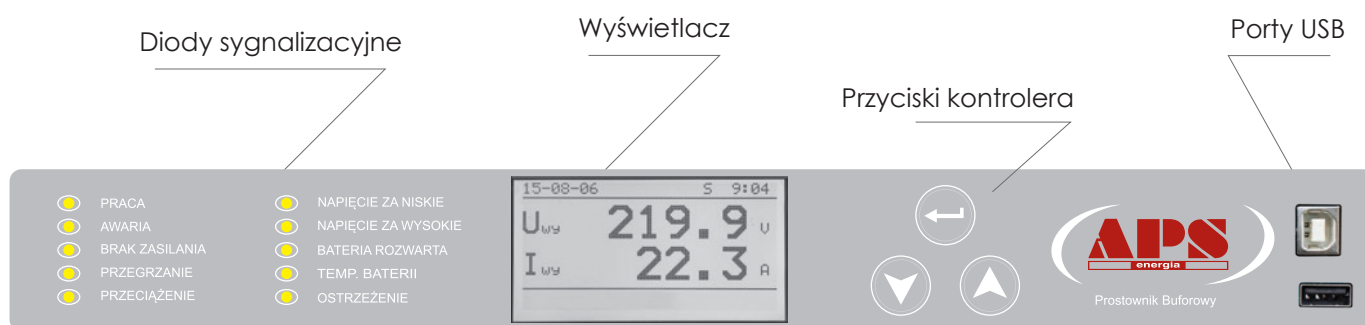 Diody sygnalizacyjne
Wyświetlacz
Porty USB
Przyciski kontrolera
PRACA
AWARIA
BRAK ZASILANIA
PRZEGRZANIE
PRZECIĄŻENIE
NAPIĘCIE ZA NISKIE
NAPIĘCIE ZA WYSOKIE
BATERIA ROZWARTA
TEMP. BATERII
OSTRZEŻENIE
15-08-06 S 9:04
Uwy 219.9 V
Iwy 22.3 A
APS
energia
Prostownik Buforowy